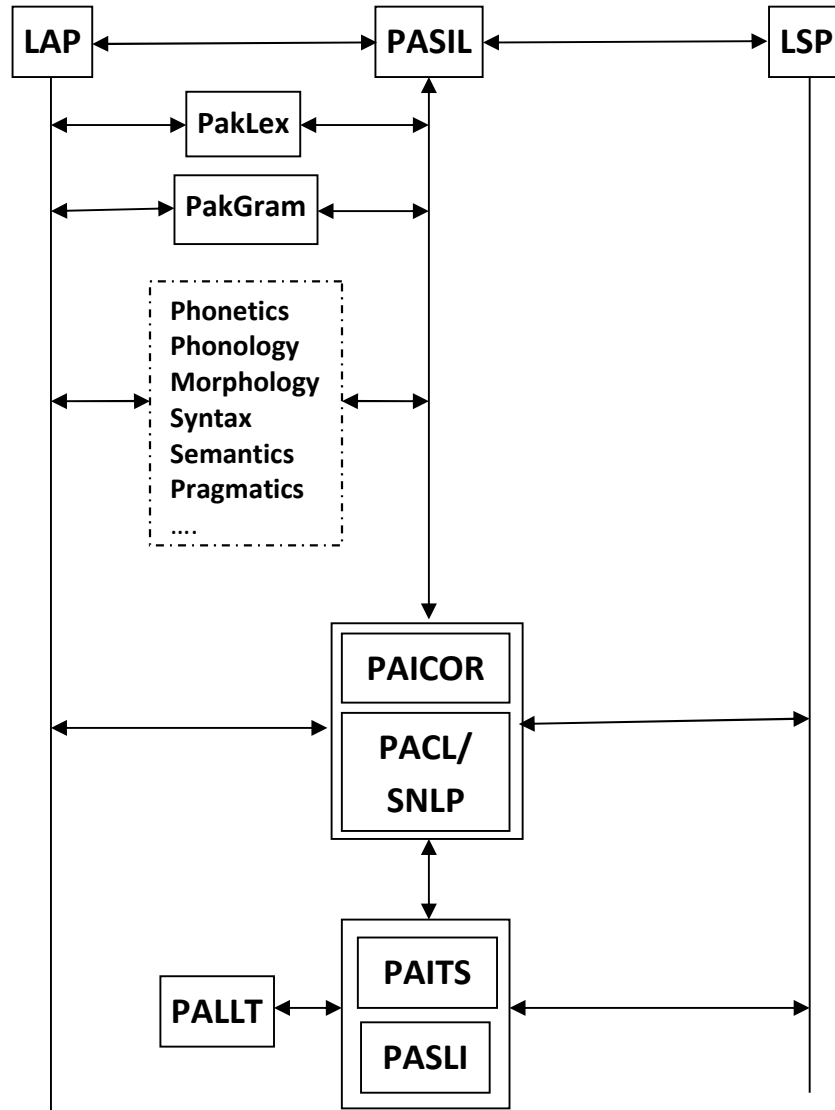 LAP
PASIL
LSP
PakLex
PakGram
Phonetics
Phonology
Morphology
Syntax
Semantics
Pragmatics
....
PAICOR
PACL/
SNLP
PAITS
PALLT
PASLI